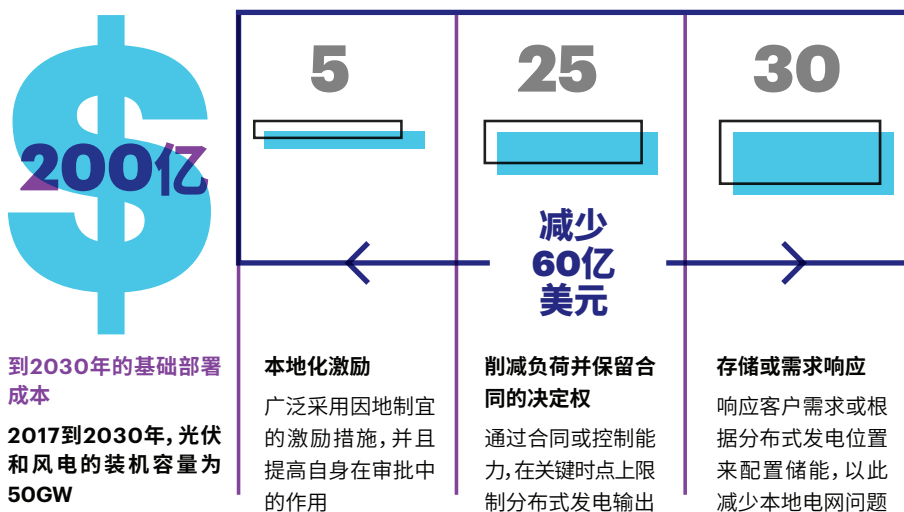 $
200亿
到2030年的基础部署
成本
2017到2030年，光伏
和风电的装机容量为
50GW
5
25
30
减少
60亿
美元
本地化激励
广泛采用因地制宜
的激励措施，并且
提高自身在审批中
的作用
削减负荷并保留合
同的决定权
通过合同或控制能
力，在关键时点上限
制分布式发电输出
存储或需求响应
响应客户需求或根
据分布式发电位置
来配置储能，以此
减少本地电网问题